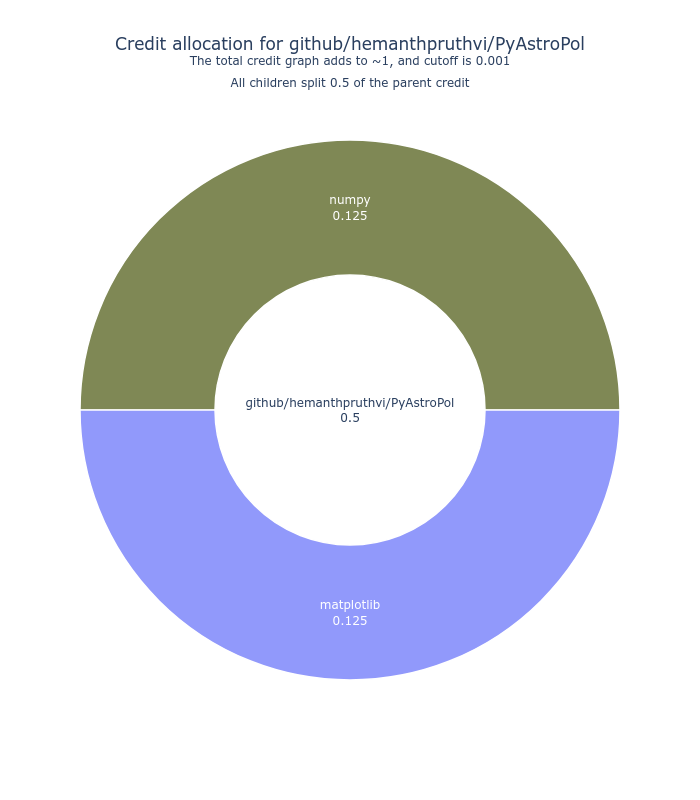 Credit allocation for github/hemanthpruthvi/PyAstroPol
The total credit graph adds to ~1, and cutoff is 0.001
All children split 0.5 of the parent credit
numpy
0.125
github/hemanthpruthvi/PyAstroPol
0.5
matplotlib
0.125